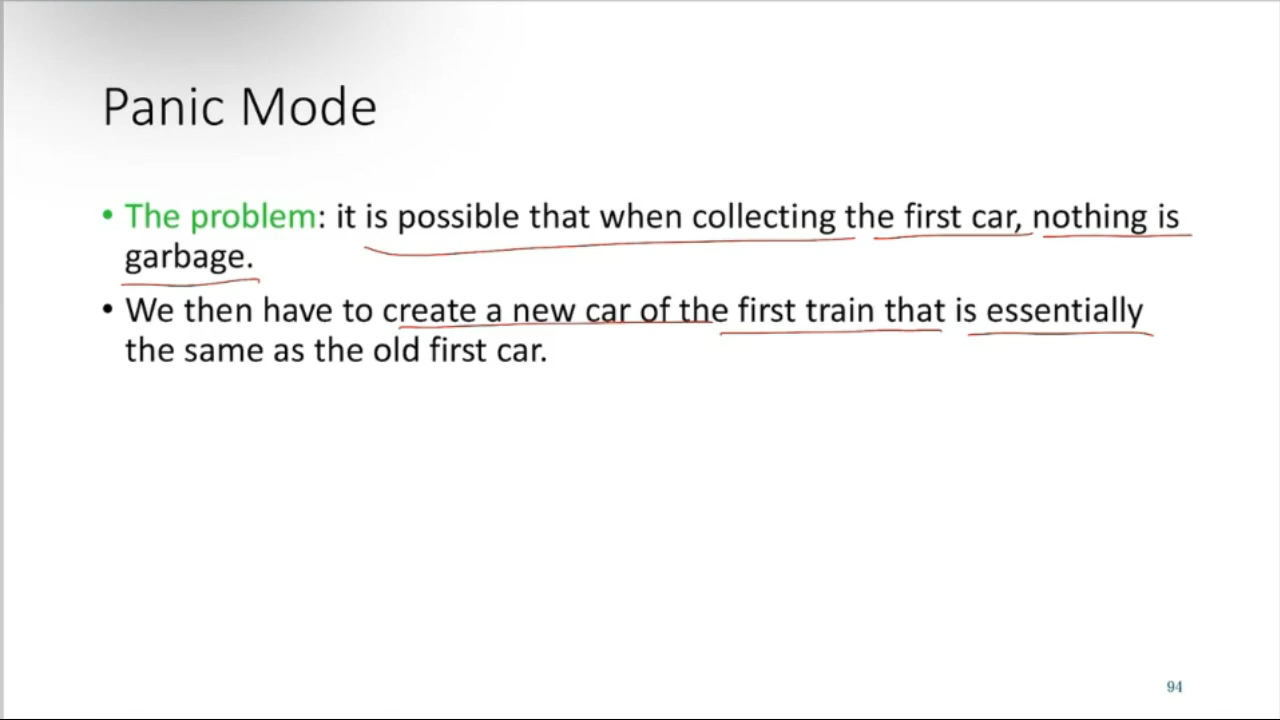 Panic Mode
• The problem: it is possible that when collecting the first car, nothing is
garbage.
• We then have to create a new car of the first train that is essentially
the same as the old first car.
94